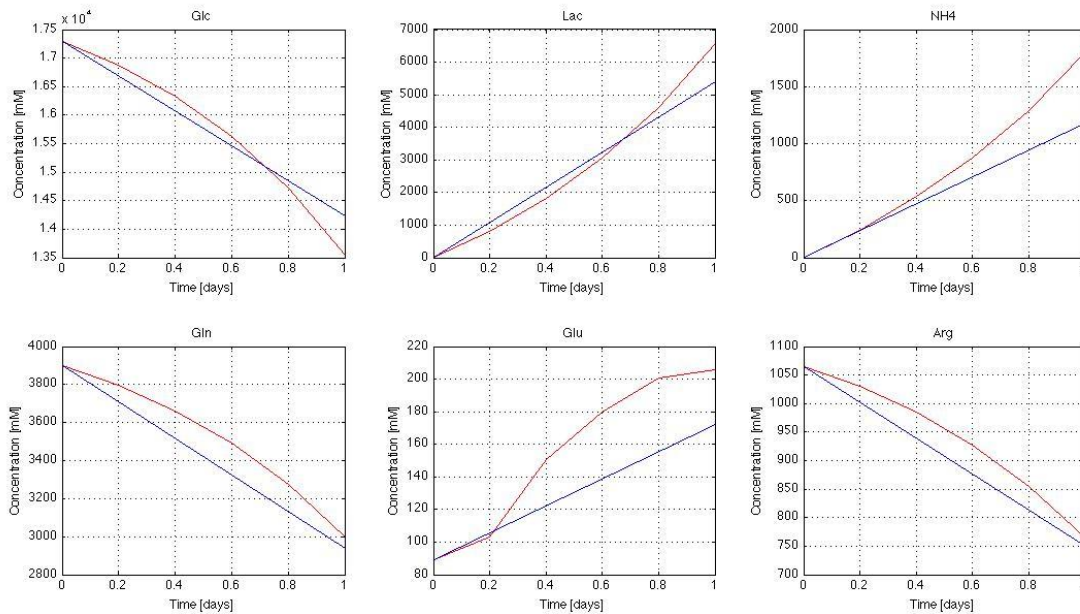 Glc
x 10⁴
Concentration [mM]
1.75
1.7
1.65
1.6
1.55
1.5
1.45
1.4
1.35
0 0.2 0.4 0.6 0.8 1
Time [days]
Lac
Concentration [mM]
7000
6000
5000
4000
3000
2000
1000
0
0 0.2 0.4 0.6 0.8 1
Time [days]
NH4
Concentration [mM]
2000
1500
1000
500
0
0 0.2 0.4 0.6 0.8 1
Time [days]
Gln
Concentration [mM]
4000
3800
3600
3400
3200
3000
2800
0 0.2 0.4 0.6 0.8 1
Time [days]
Glu
Concentration [mM]
220
200
180
160
140
120
100
80
0 0.2 0.4 0.6 0.8 1
Time [days]
Arg
Concentration [mM]
1100
1050
1000
950
900
850
800
750
700
0 0.2 0.4 0.6 0.8 1
Time [days]